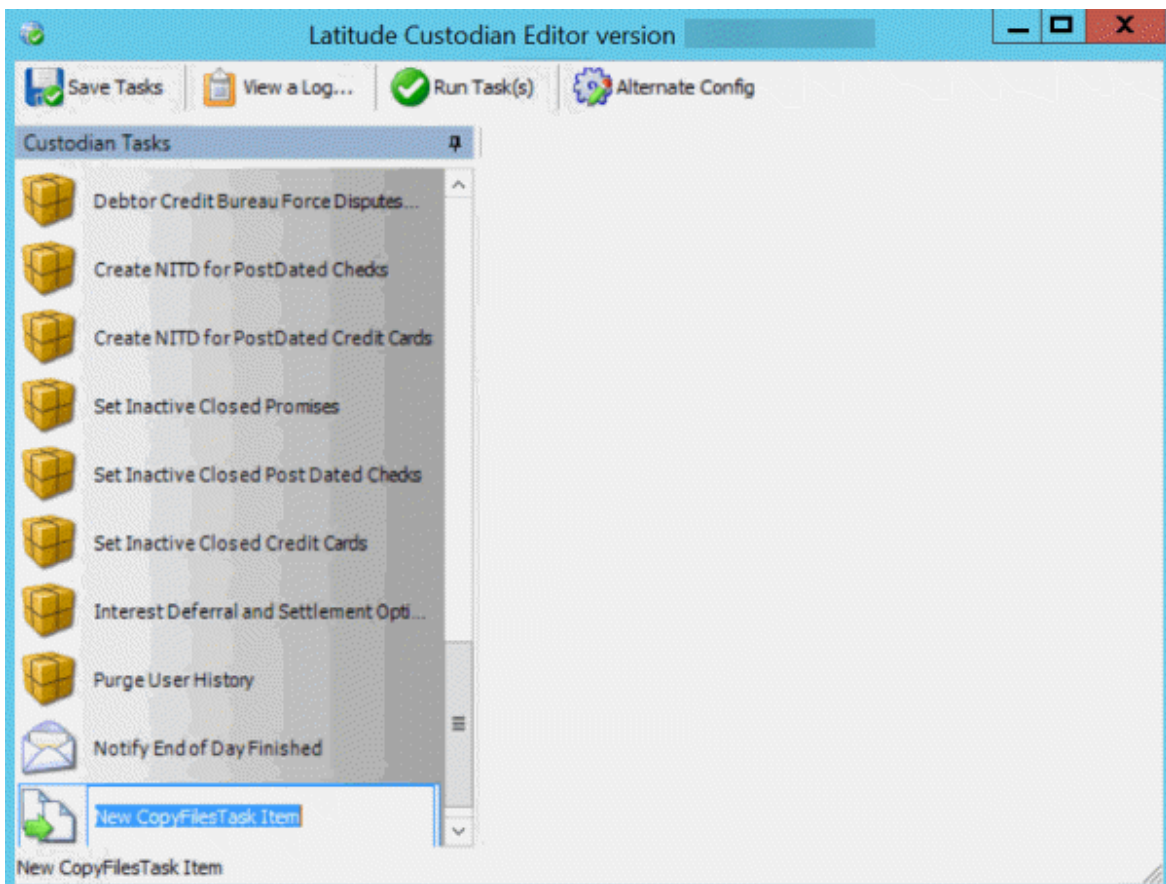 Latitude Custodian Editor version
Save Tasks View a Log... Run Task(s) Alternate Config
Custodian Tasks
Debtor Credit Bureau Force Disputes...
Create NITD for PostDated Checks
Create NITD for PostDated Credit Cards
Set Inactive Closed Promises
Set Inactive Closed Post Dated Checks
Set Inactive Closed Credit Cards
Interest Deferral and Settlement Opti...
Purge User History
Notify End of Day Finished
New CopyFilesTask Item
New CopyFilesTask Item